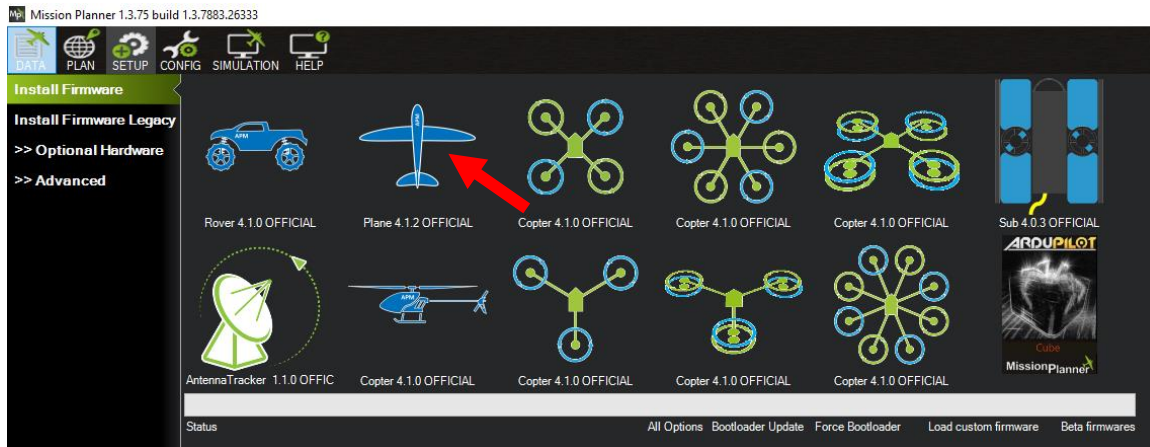 Mission Planner 1.3.75 build 1.3.7883.26333
DATA PLAN SETUP CONFIG SIMULATION HELP
Install Firmware
Install Firmware Legacy
>> Optional Hardware
>> Advanced
APM
APM
Rover 4.1.0 OFFICIAL Plane 4.1.2 OFFICIAL Copter 4.1.0 OFFICIAL Copter 4.1.0 OFFICIAL Copter 4.1.0 OFFICIAL Sub 4.0.3 OFFICIAL
ARDUPILOT
APM
Cube
MissionPlanner
AntennaTracker 1.1.0 OFFIC Copter 4.1.0 OFFICIAL Copter 4.1.0 OFFICIAL Copter 4.1.0 OFFICIAL Copter 4.1.0 OFFICIAL
Status All Options Bootloader Update Force Bootloader Load custom firmware Beta firmwares